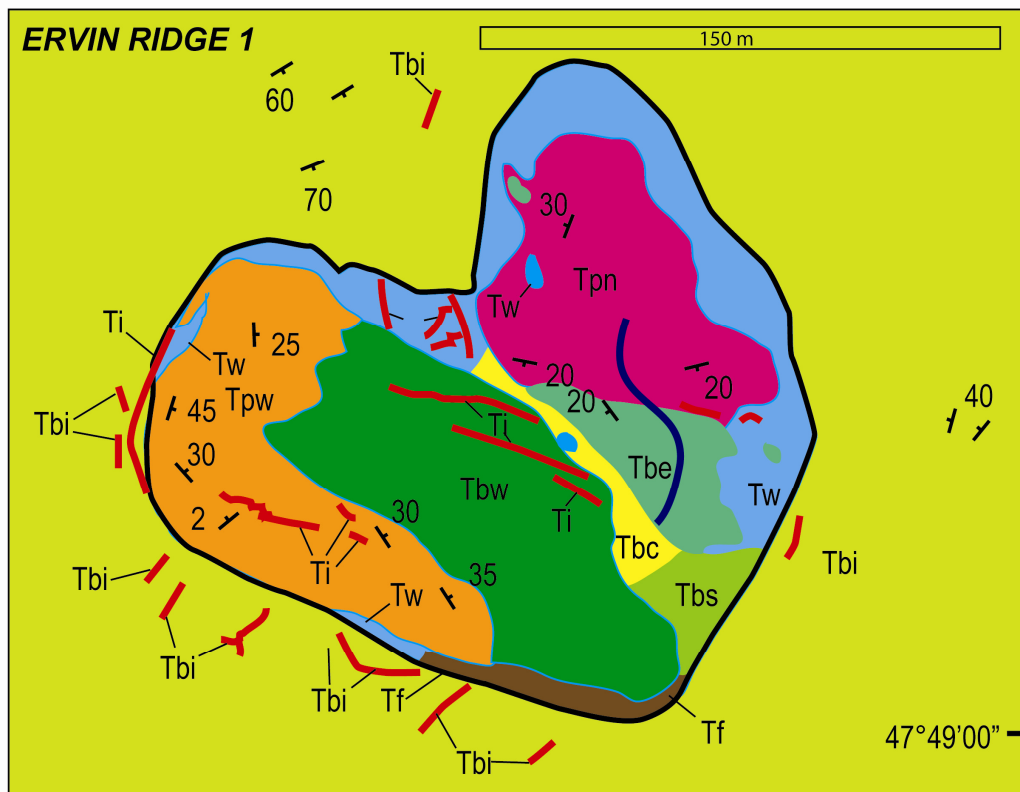 ERVIN RIDGE 1
150 m
Tbi
60
70
30
Tpn
Tw
Ti
25
Tw
Tpw
45
Tbi
20
20
20
Ti
30
Tbe
Tbw
Tw
40
2
30
Ti
Ti
Tbc
Tbi
Tbi
35
Tw
Tbs
Tbi
Tbi
Tf
Tf
Tbi
47°49'00”